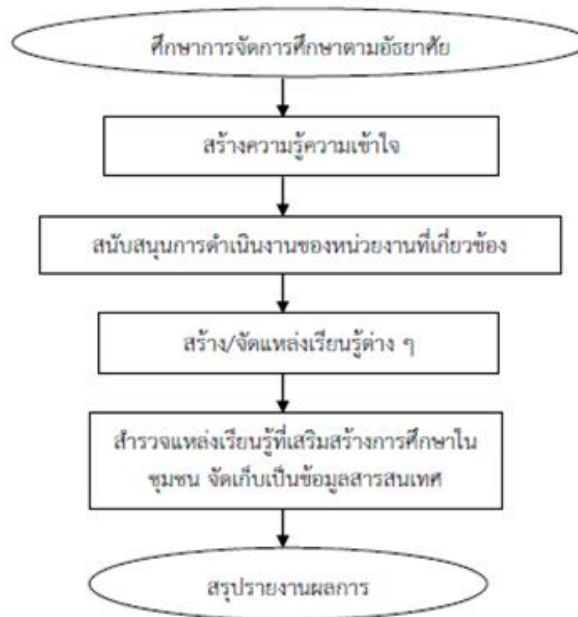 ศึกษาการจัดการศึกษาตามอัธยาศัย
สร้างความรู้ความเข้าใจ
สนับสนุนการดำเนินงานของหน่วยงานที่เกี่ยวข้อง
สร้าง/จัดแหล่งเรียนรู้ต่าง ๆ
สำรวจแหล่งเรียนรู้ที่เสริมสร้างการศึกษาใน
ชุมชน จัดเก็บเป็นข้อมูลสารสนเทศ
สรุปรายงานผลการ